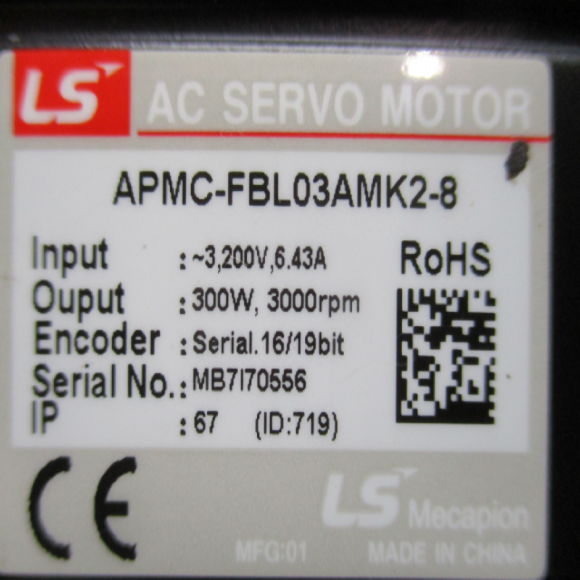 LS AC SERVO MOTOR
APMC-FBL03AMK2-8
Input : ~3,200V,6.43A
RoHS
Ouput : 300W, 3000rpm
Encoder : Serial.16/19bit
Serial No. : MB7I70556
IP : 67 (ID:719)
CE
LS Mecapion
MFG:01 MADE IN CHINA